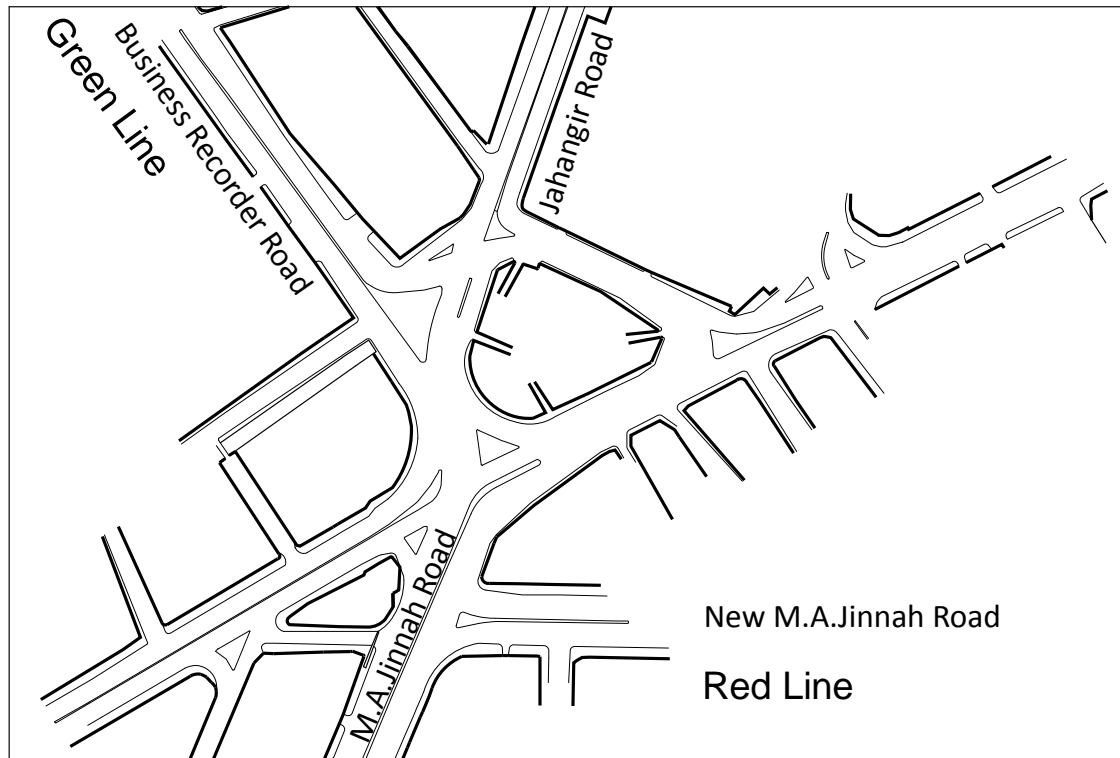 Green Line
Business Recorder Road
Jahangir Road
M.A.Jinnah Road
New M.A.Jinnah Road
Red Line